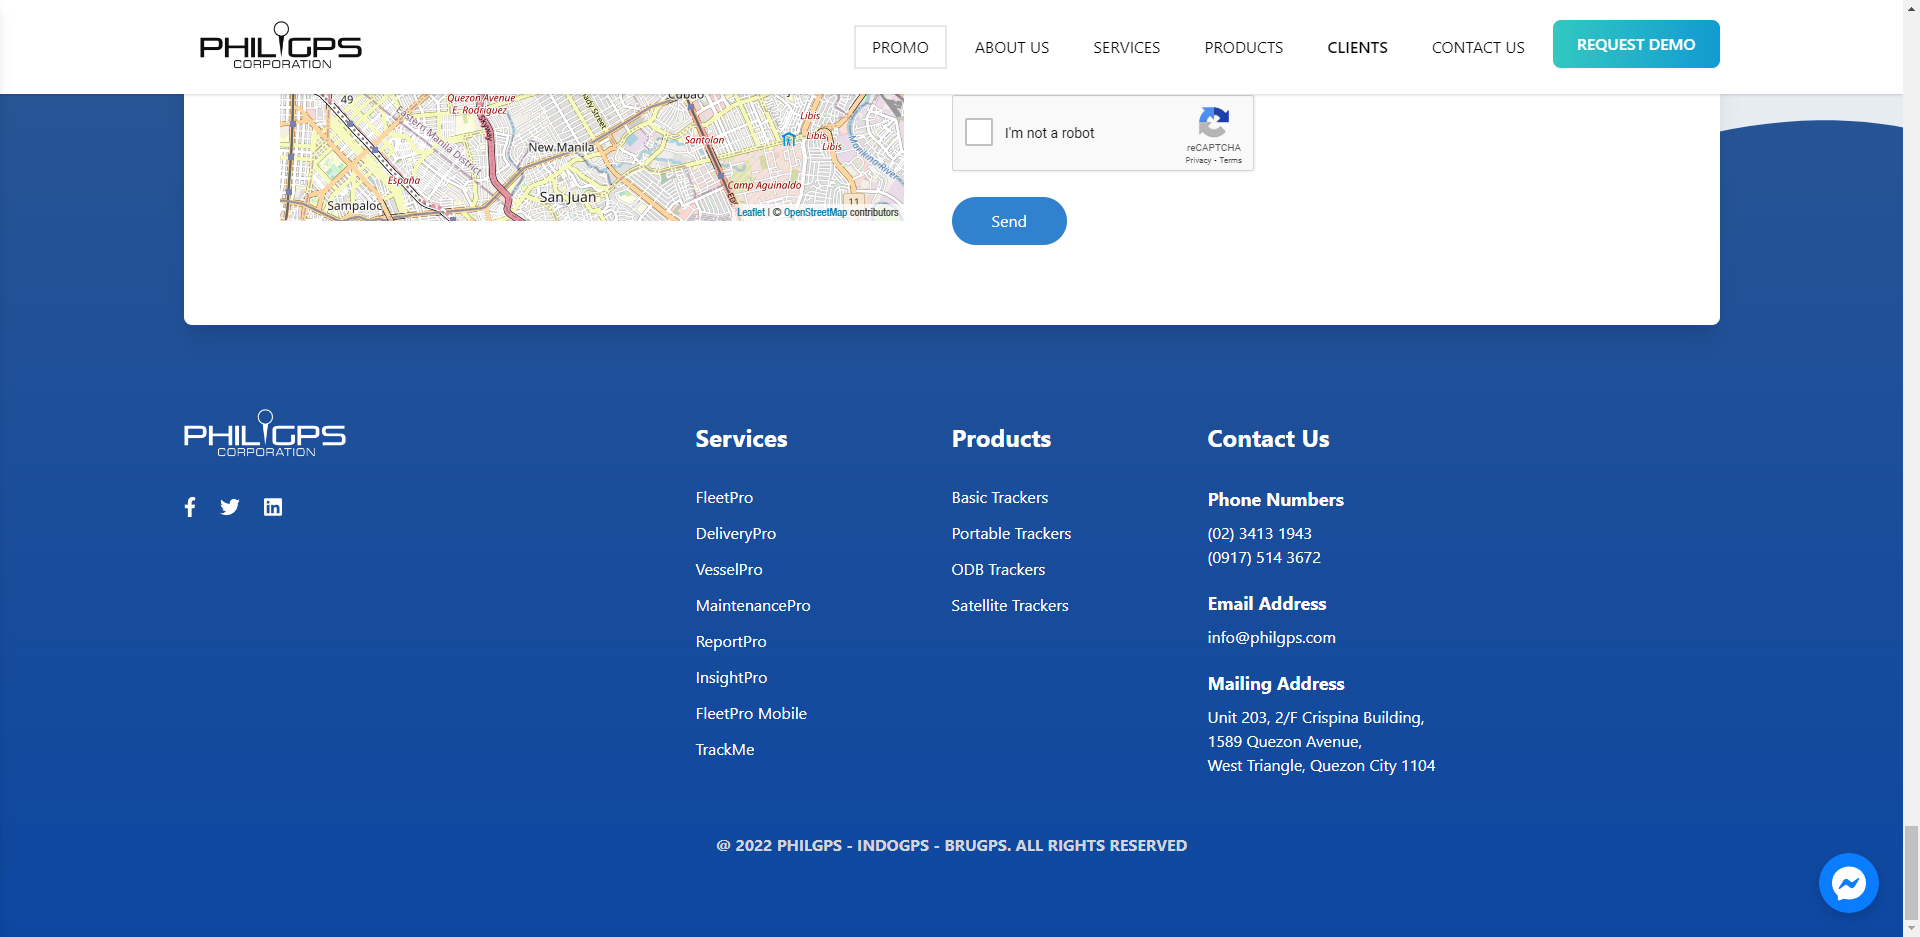 PHILGPS
CORPORATION
PROMO
ABOUT US
SERVICES
PRODUCTS
CLIENTS
CONTACT US
REQUEST DEMO
49
Quezon Avenue
E. Rodriguez
Cubao
Eastern Manila District
New Manila
Santolan
Libis
Libis
Libis
España
Camp Aguinaldo
San Juan
Sampaloc
11
Leaflet | © OpenStreetMap contributors
I'm not a robot
reCAPTCHA
Privacy - Terms
Send
PHILGPS
CORPORATION
Services
FleetPro
DeliveryPro
VesselPro
MaintenancePro
ReportPro
InsightPro
FleetPro Mobile
TrackMe
Products
Basic Trackers
Portable Trackers
ODB Trackers
Satellite Trackers
Contact Us
Phone Numbers
(02) 3413 1943
(0917) 514 3672
Email Address
info@philgps.com
Mailing Address
Unit 203, 2/F Crispina Building,
1589 Quezon Avenue,
West Triangle, Quezon City 1104
@ 2022 PHILGPS - INDOGPS - BRUGPS. ALL RIGHTS RESERVED